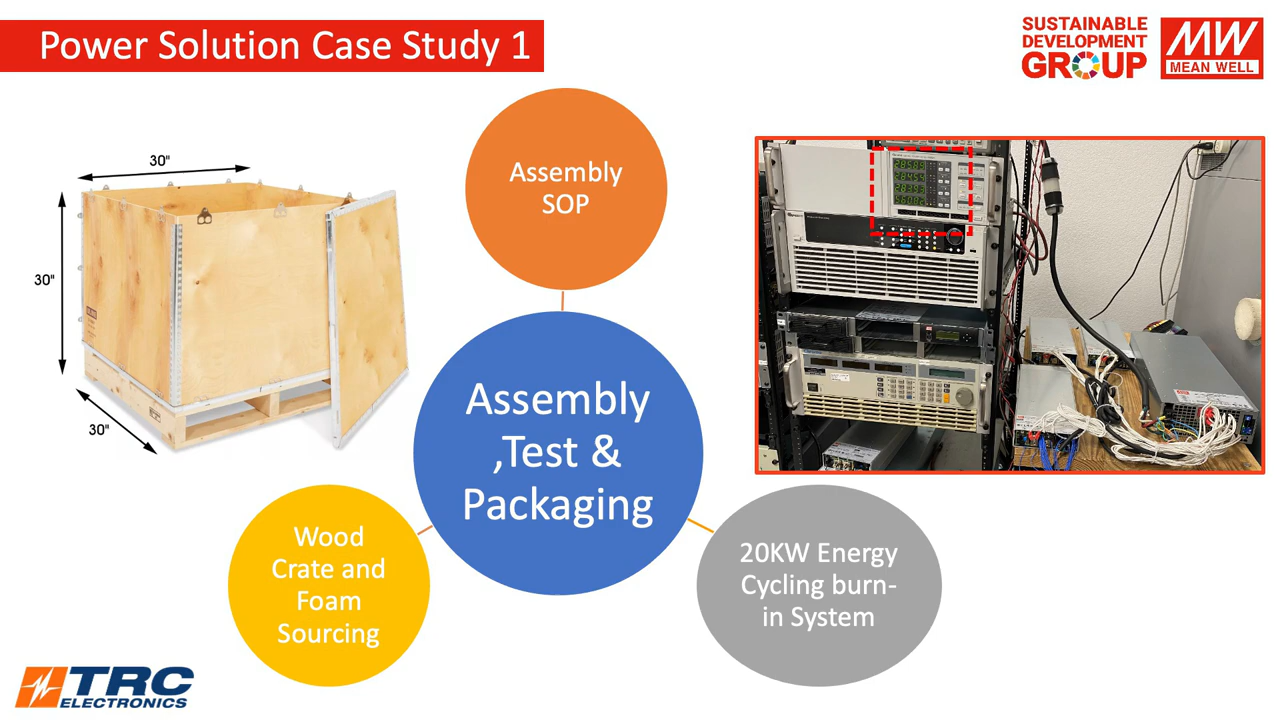 Power Solution Case Study 1
SUSTAINABLE
DEVELOPMENT
GROUP
MW
MEAN WELL
30"
30"
30"
Assembly
SOP
Assembly
,Test &
Packaging
Wood
Crate and
Foam
Sourcing
20KW Energy
Cycling burn-
in System
TRC
ELECTRONICS